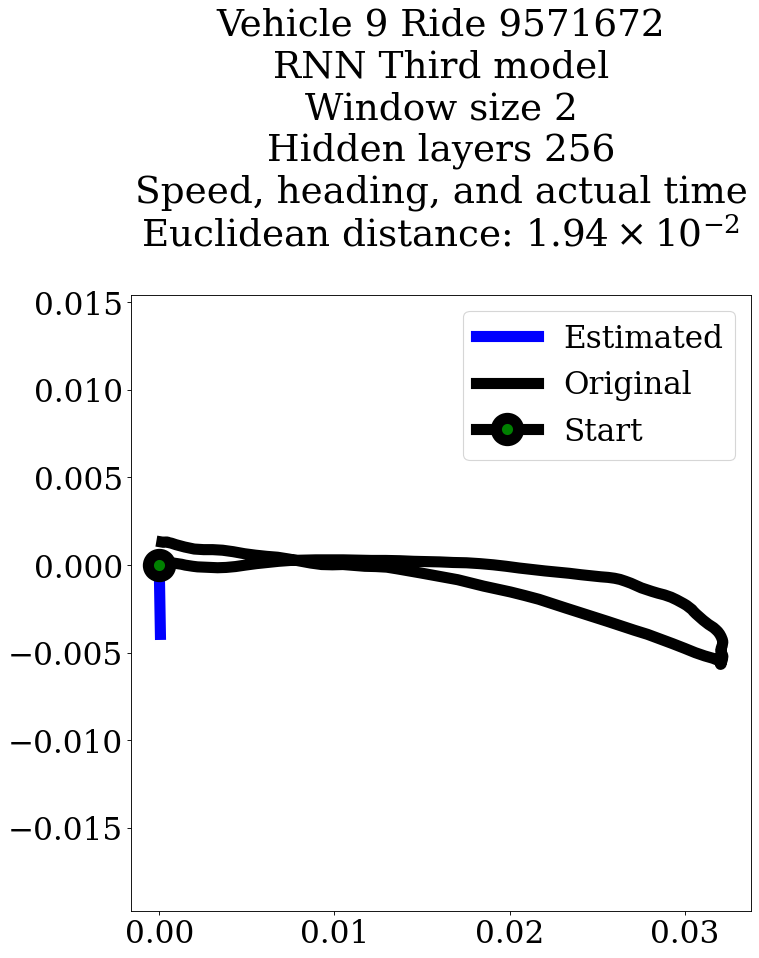 Vehicle 9 Ride 9571672
RNN Third model
Window size 2
Hidden layers 256
Speed, heading, and actual time
Euclidean distance: 1.94 × 10⁻²
0.015
0.010
0.005
0.000
−0.005
−0.010
−0.015
Estimated
Original
Start
0.00 0.01 0.02 0.03